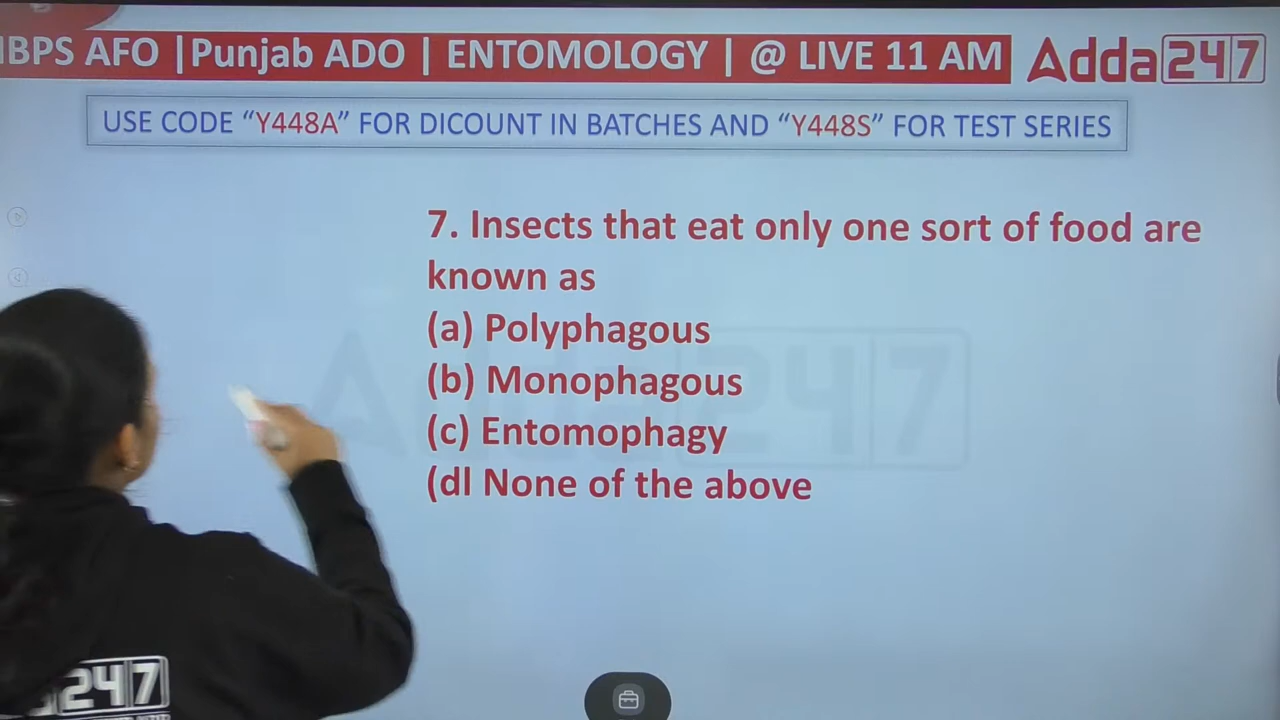 IBPS AFO |Punjab ADO | ENTOMOLOGY | @ LIVE 11 AM
Adda247
USE CODE “Y448A” FOR DICOUNT IN BATCHES AND “Y448S” FOR TEST SERIES
7. Insects that eat only one sort of food are
known as
(a) Polyphagous
(b) Monophagous
(c) Entomophagy
(dl None of the above
Adda247
247